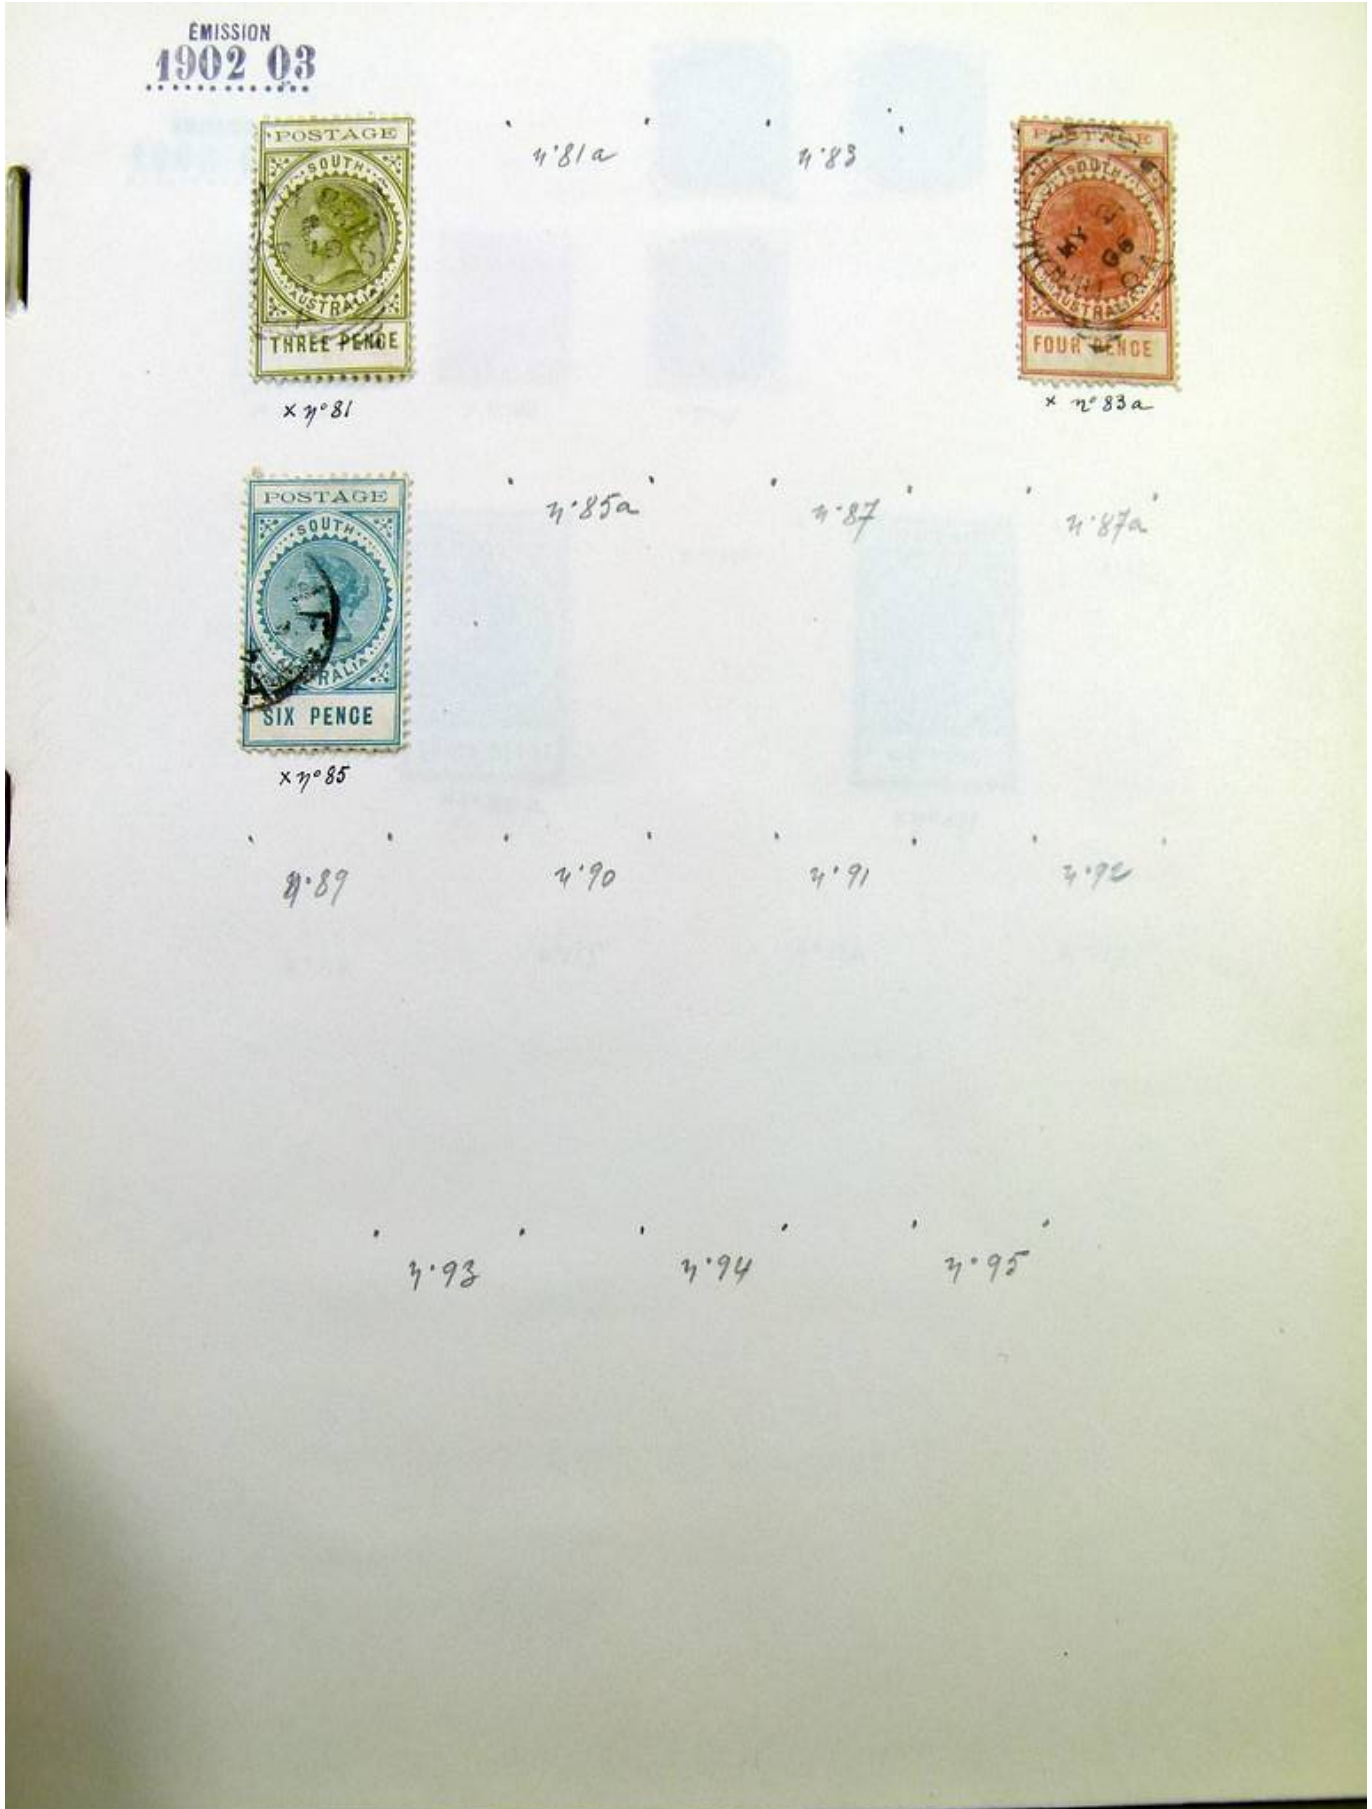 ÉMISSION
1902 03
POSTAGE
SOUTH
AUSTRALIA
THREE PENCE
x n° 81
n° 81a
n° 83
POSTAGE
SOUTH
AUSTRALIA
FOUR PENCE
x n° 83a
POSTAGE
SOUTH
RALIA
SIX PENCE
x n° 85
n° 85a
n° 87
n° 87a
n° 89
n° 90
n° 91
n° 92
n° 93
n° 94
n° 95